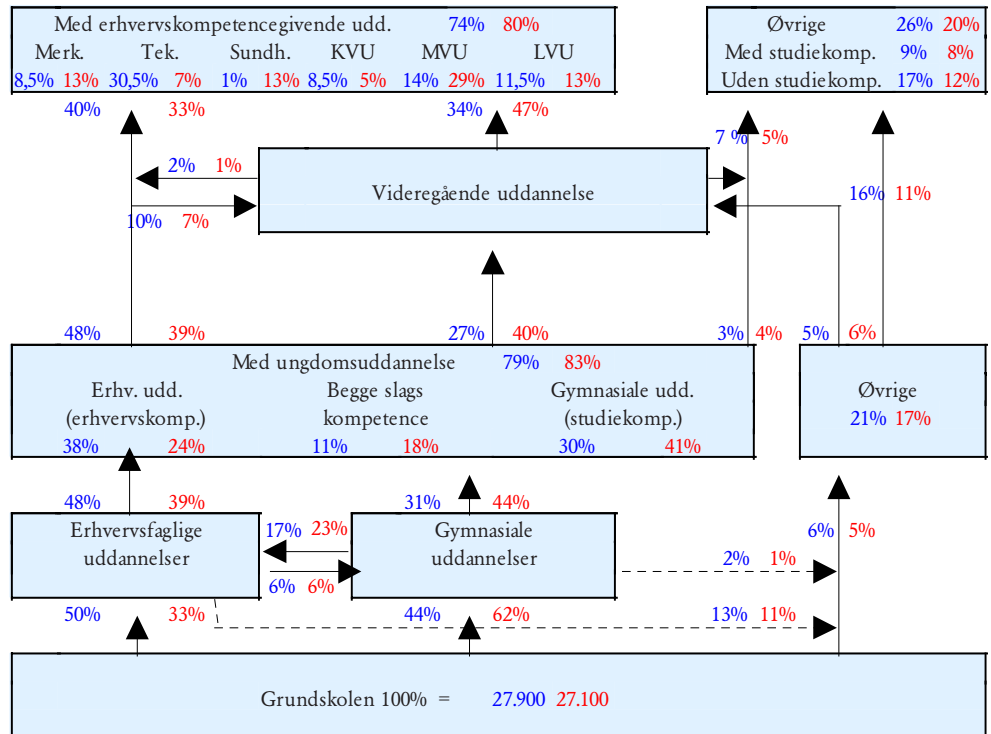 Med erhvervskompetencegivende udd. 74% 80%
Merk. Tek. Sundh. KVU MVU LVU
8,5% 13% 30,5% 7% 1% 13% 8,5% 5% 14% 29% 11,5% 13%
40% 33% 34% 47%
Øvrige 26% 20%
Med studiekomp. 9% 8%
Uden studiekomp. 17% 12%
7 % 5%
2% 1%
Videregående uddannelse
16% 11%
10% 7%
48% 39% 27% 40% 3% 4% 5% 6%
Med ungdomsuddannelse 79% 83%
Erhv. udd. Begge slags Gymnasiale udd.
(erhvervskomp.) kompetence (studiekomp.)
38% 24% 11% 18% 30% 41%
Øvrige
21% 17%
48% 39% 31% 44%
Erhvervsfaglige
uddannelser
17% 23%
6% 6%
Gymnasiale
uddannelser
6% 5%
2% 1%
50% 33% 44% 62% 13% 11%
Grundskolen 100% = 27.900 27.100